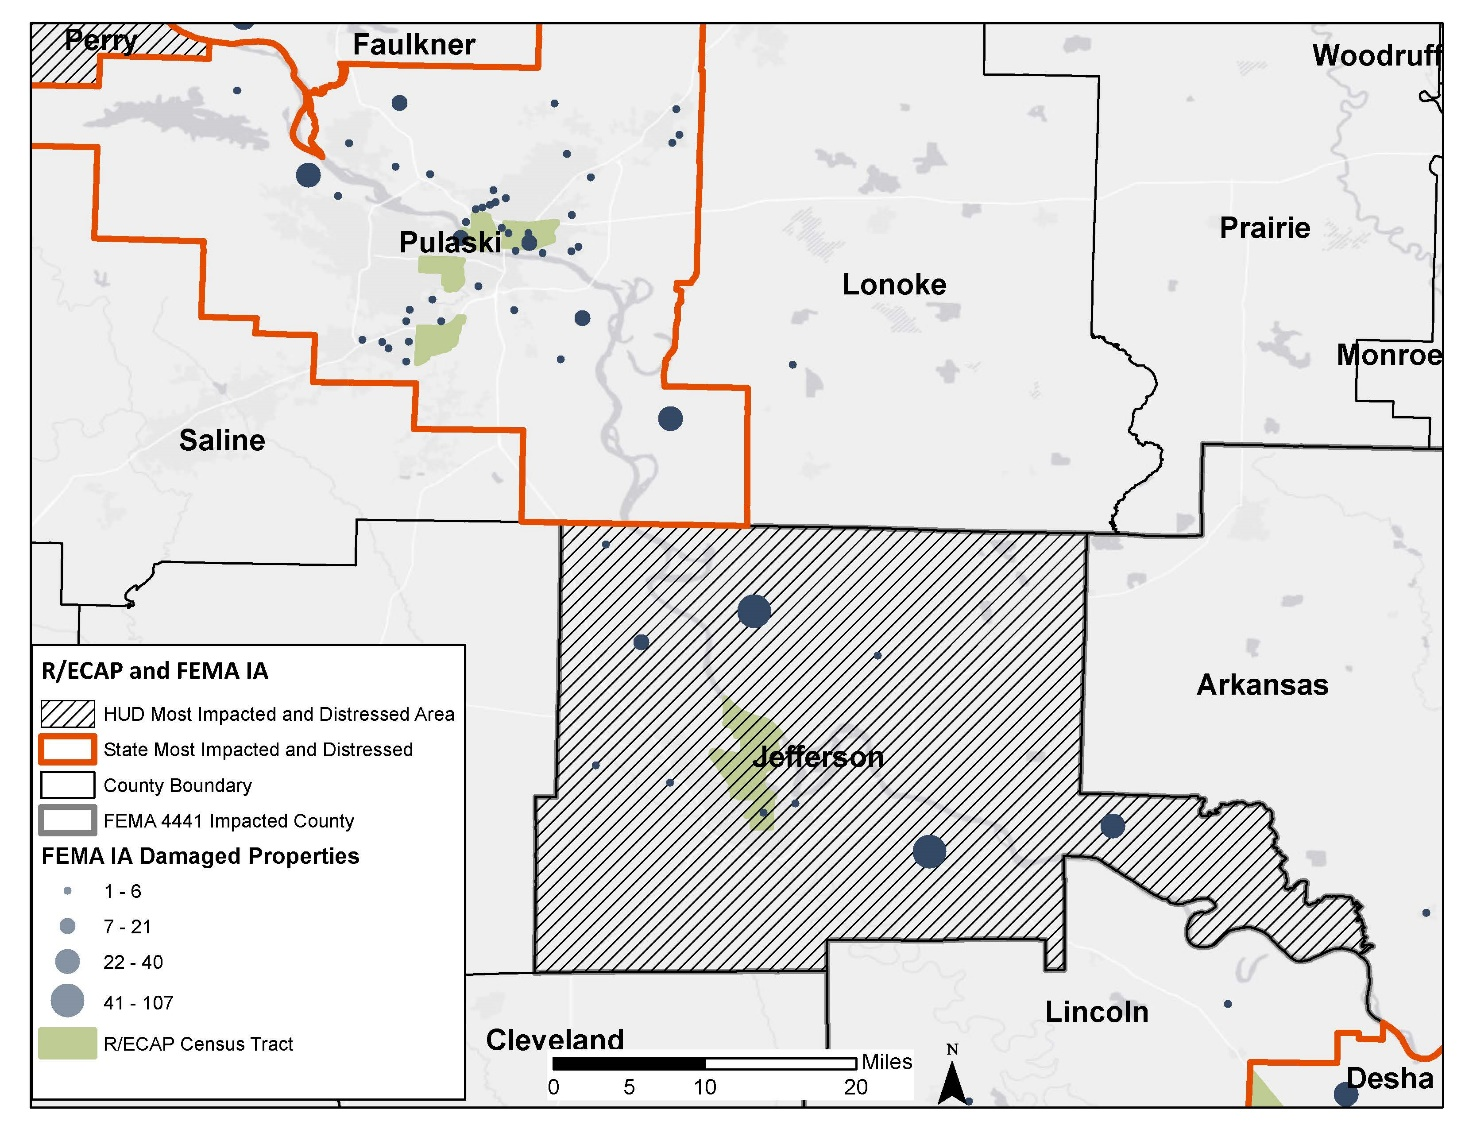 Perry
Faulkner
Woodruff
Pulaski
Prairie
Lonoke
Monroe
Saline
Arkansas
Jefferson
Lincoln
Cleveland
Desha
R/ECAP and FEMA IA
HUD Most Impacted and Distressed Area
State Most Impacted and Distressed
County Boundary
FEMA 4441 Impacted County
FEMA IA Damaged Properties
1 - 6
7 - 21
22 - 40
41 - 107
R/ECAP Census Tract
Miles
0 5 10 20
N